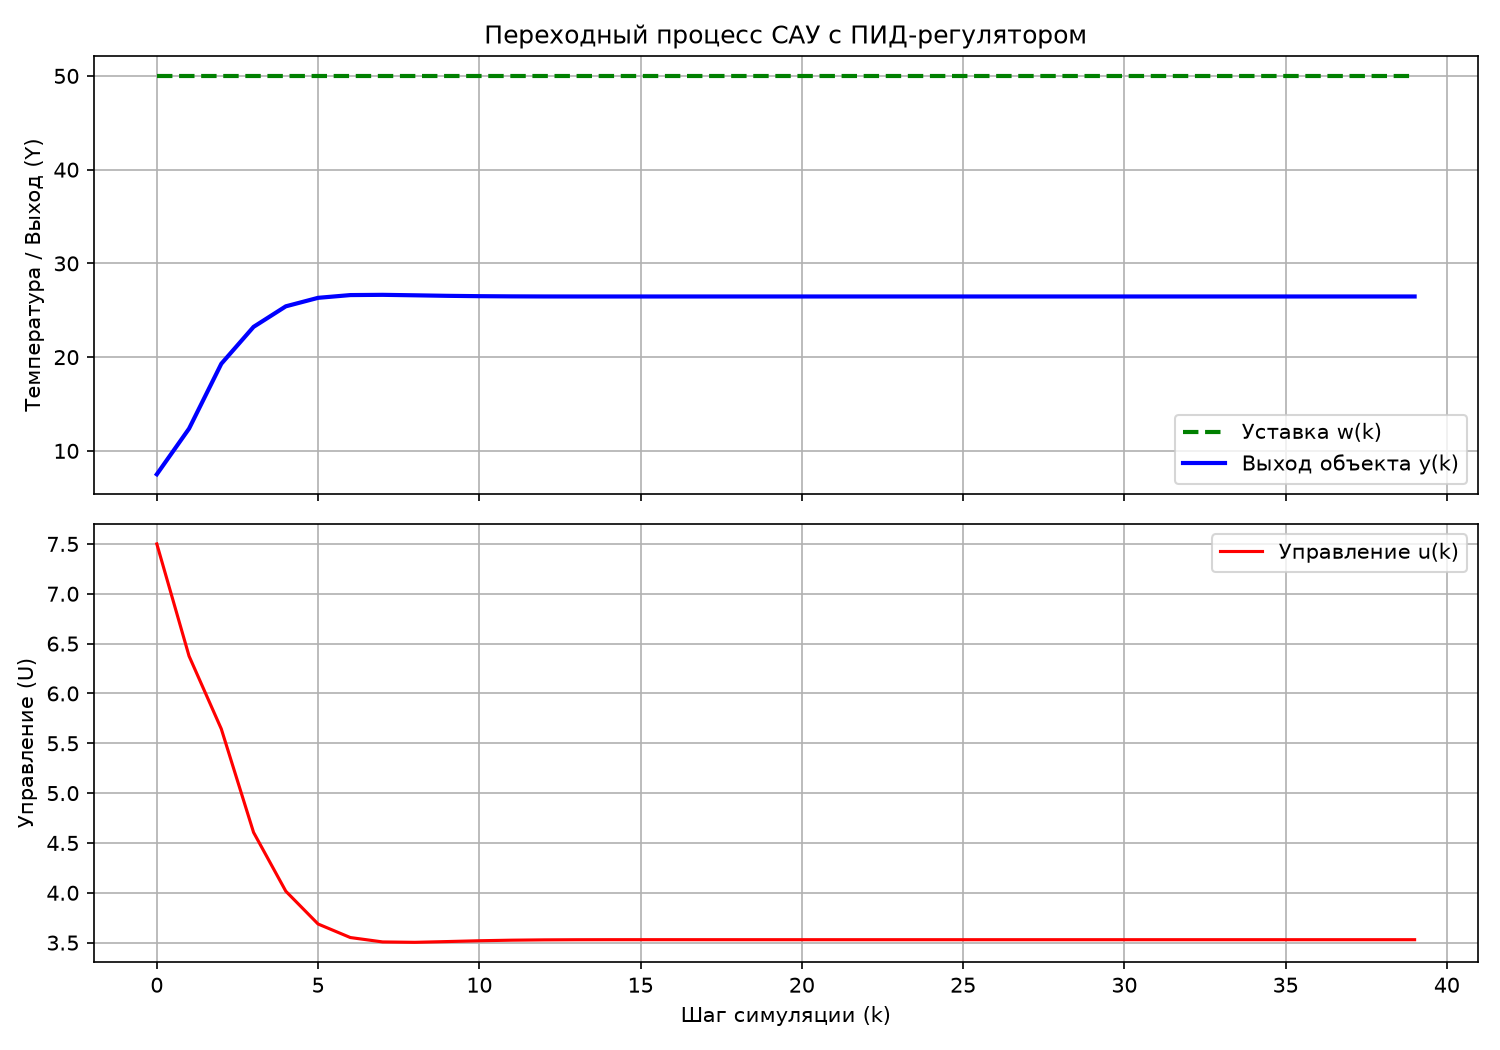 Переходный процесс САУ с ПИД-регулятором
Температура / Выход (Y)
50
40
30
20
10
Уставка w(k)
Выход объекта y(k)
Управление (U)
7.5
7.0
6.5
6.0
5.5
5.0
4.5
4.0
3.5
Управление u(k)
0 5 10 15 20 25 30 35 40
Шаг симуляции (k)